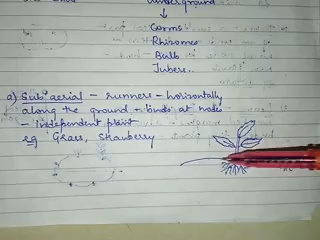 underground
↓
Corms
Rhizomes
Bulb
Tubers..
a) Sub aerial – runners – horizontally,
along the ground + binds at nodes
– independent plant
eg Grass, Strawberry